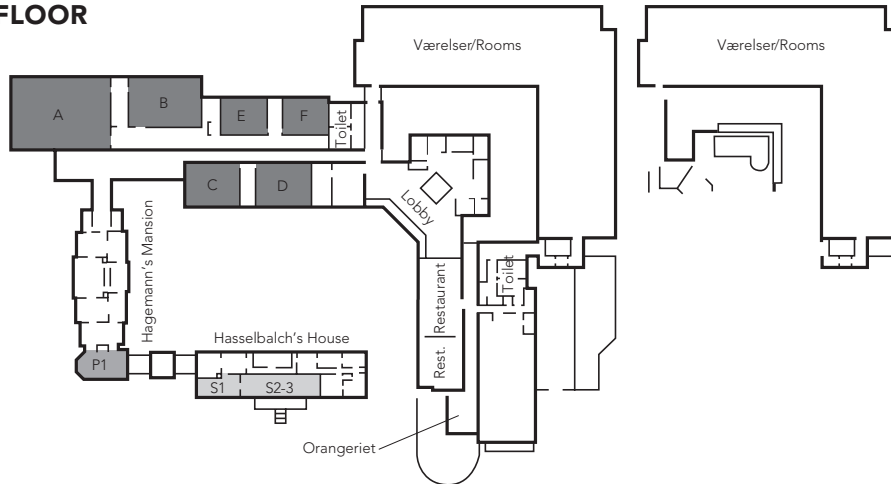 FLOOR
Værelser/Rooms
Værelser/Rooms
A
B
E
F
Toilet
C
D
Lobby
Hagemann's Mansion
Restaurant
Rest.
Toilet
Hasselbalch's House
P1
S1
S2-3
Orangeriet